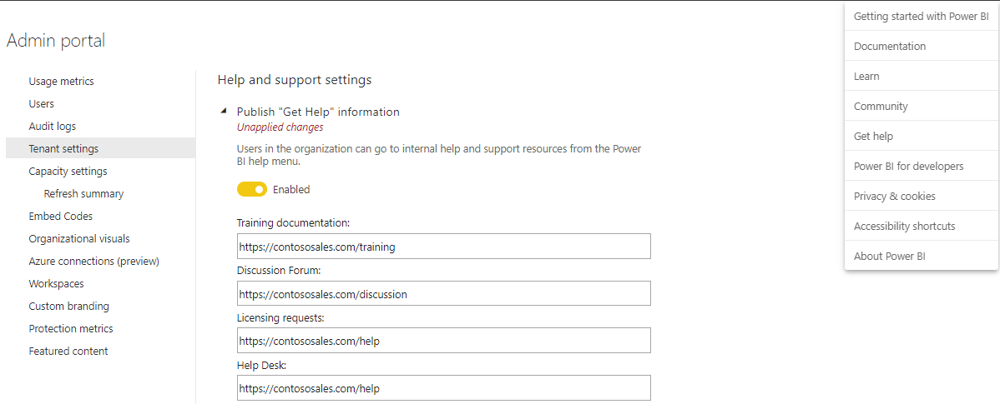 Admin portal
Usage metrics
Users
Audit logs
Tenant settings
Capacity settings
Refresh summary
Embed Codes
Organizational visuals
Azure connections (preview)
Workspaces
Custom branding
Protection metrics
Featured content
Help and support settings
Publish "Get Help" information
Unapplied changes
Users in the organization can go to internal help and support resources from the Power
BI help menu.
Enabled
Training documentation:
https://contososales.com/training
Discussion Forum:
https://contososales.com/discussion
Licensing requests:
https://contososales.com/help
Help Desk:
https://contososales.com/help
Getting started with Power BI
Documentation
Learn
Community
Get help
Power BI for developers
Privacy & cookies
Accessibility shortcuts
About Power BI